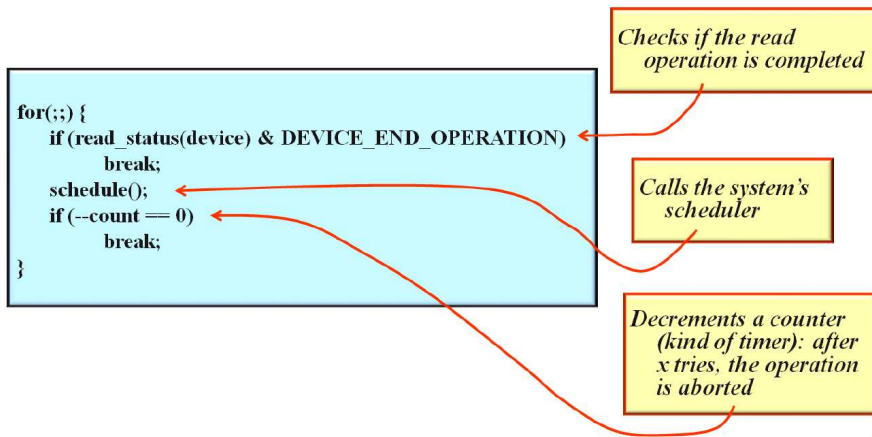 for(;;) {
if (read_status(device) & DEVICE_END_OPERATION)
break;
schedule();
if (--count == 0)
break;
}
Checks if the read
operation is completed
Calls the system's
scheduler
Decrements a counter
(kind of timer): after
x tries, the operation
is aborted